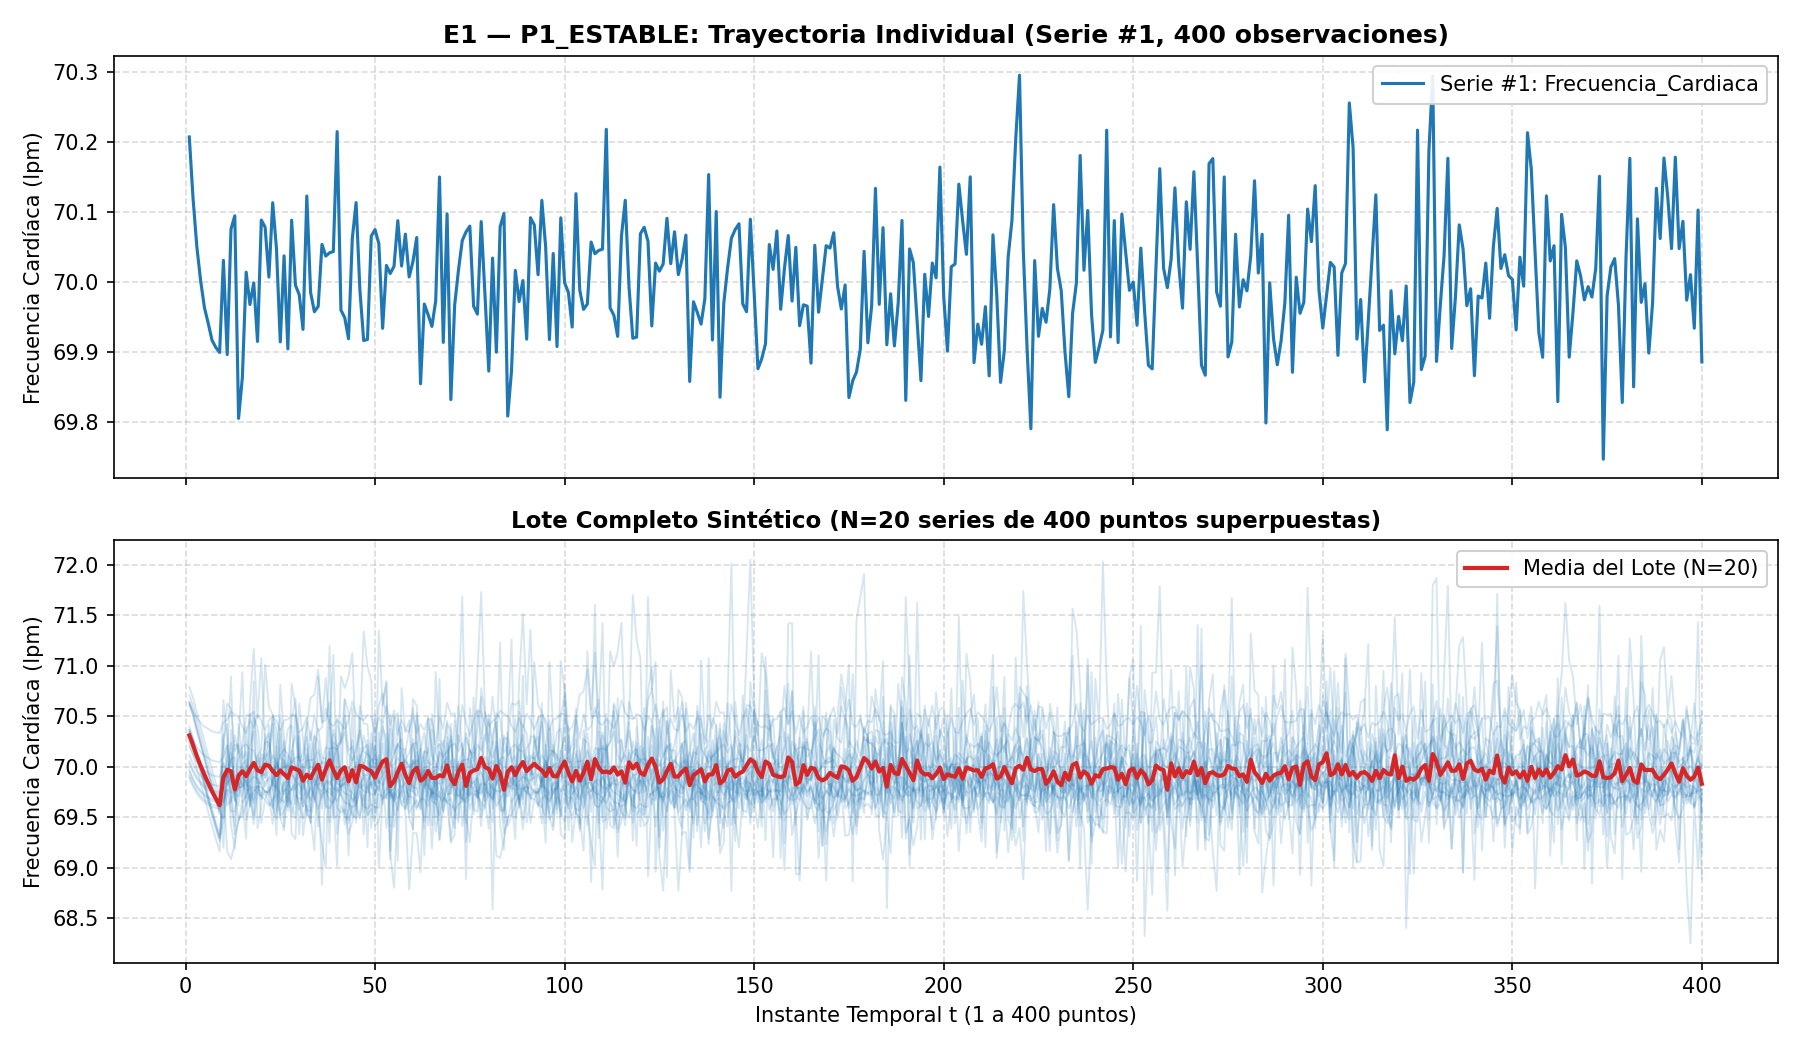 E1 — P1_ESTABLE: Trayectoria Individual (Serie #1, 400 observaciones)
Frecuencia Cardíaca (lpm)
70.3
70.2
70.1
70.0
69.9
69.8
Serie #1: Frecuencia_Cardiaca
Lote Completo Sintético (N=20 series de 400 puntos superpuestas)
Frecuencia Cardíaca (lpm)
72.0
71.5
71.0
70.5
70.0
69.5
69.0
68.5
Media del Lote (N=20)
0 50 100 150 200 250 300 350 400
Instante Temporal t (1 a 400 puntos)